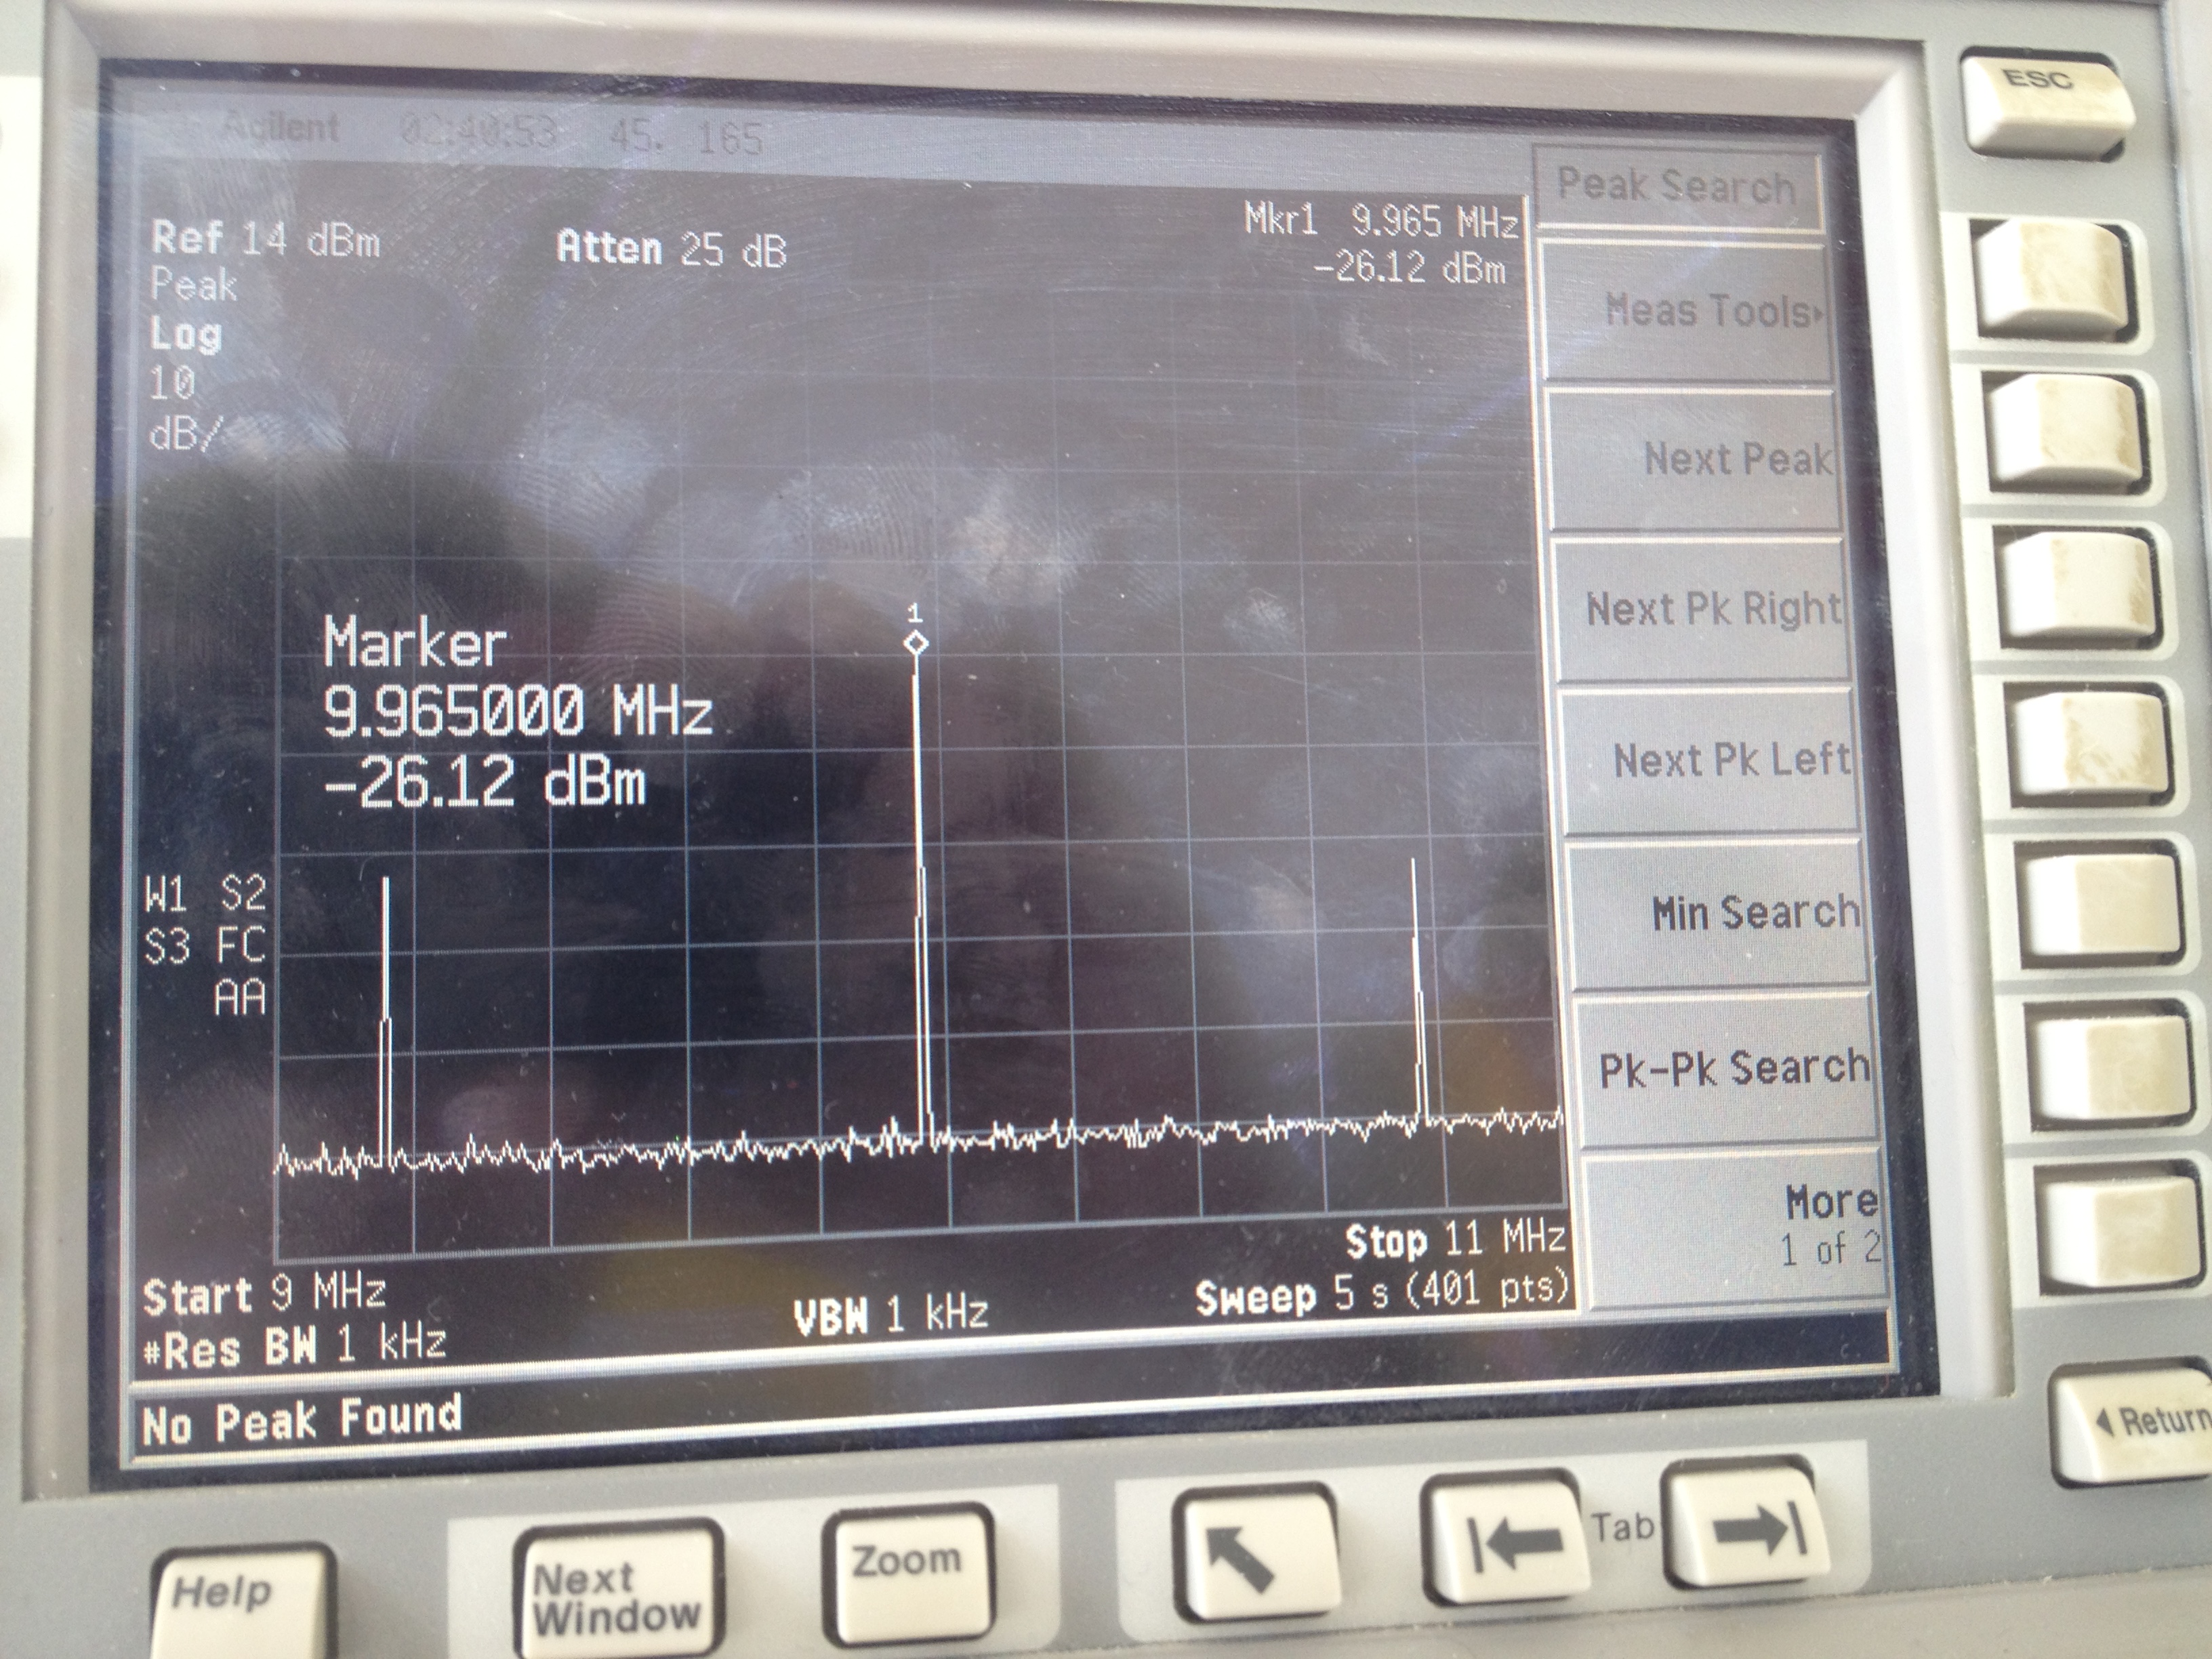 Agilent 02:40:53 45. 165
Peak Search
Ref 14 dBm Atten 25 dB Mkr1 9.965 MHz
-26.12 dBm
Peak
Log
10
dB/
1
Marker
9.965000 MHz
-26.12 dBm
W1 S2
S3 FC
AA
Start 9 MHz Stop 11 MHz
#Res BW 1 kHz VBW 1 kHz Sweep 5 s (401 pts)
No Peak Found
Meas Tools
Next Peak
Next Pk Right
Next Pk Left
Min Search
Pk-Pk Search
More
1 of 2
ESC
Return
Help
Next
Window
Zoom
Tab